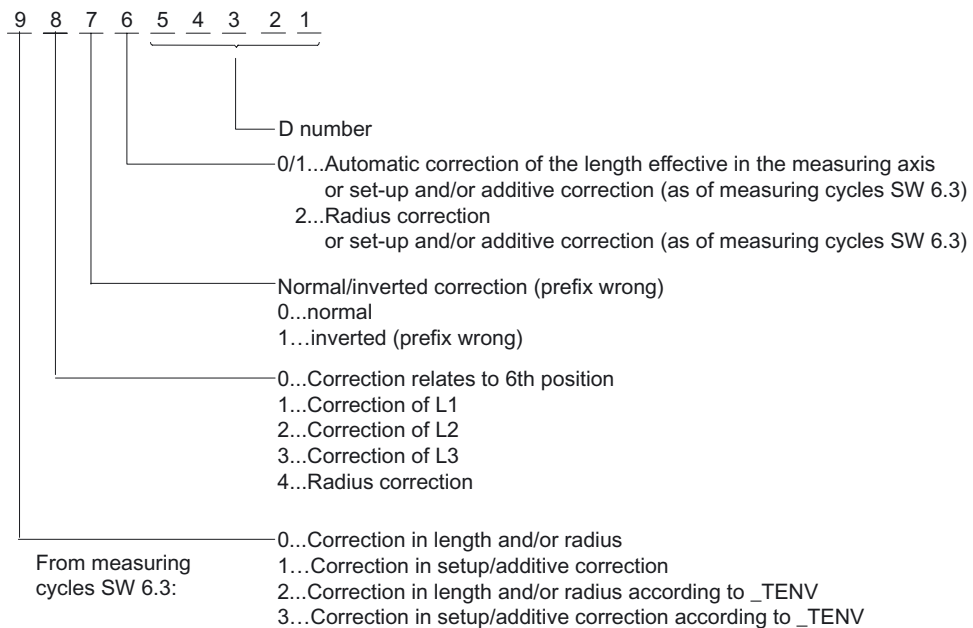 9 8 7 6 5 4 3 2 1
D number
0/1...Automatic correction of the length effective in the measuring axis
or set-up and/or additive correction (as of measuring cycles SW 6.3)
2...Radius correction
or set-up and/or additive correction (as of measuring cycles SW 6.3)
Normal/inverted correction (prefix wrong)
0...normal
1…inverted (prefix wrong)
0...Correction relates to 6th position
1...Correction of L1
2...Correction of L2
3...Correction of L3
4...Radius correction
From measuring
cycles SW 6.3:
0...Correction in length and/or radius
1…Correction in setup/additive correction
2...Correction in length and/or radius according to _TENV
3…Correction in setup/additive correction according to _TENV